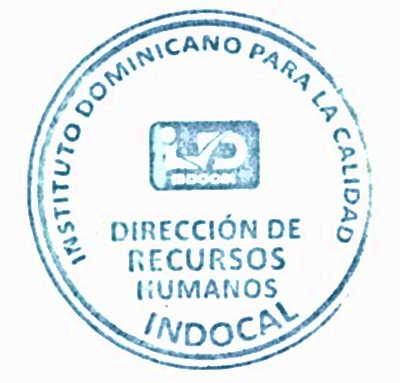 INSTITUTO DOMINICANO PARA LA CALIDAD
INDOCAL
DIRECCIÓN DE
RECURSOS
HUMANOS
INDOCAL